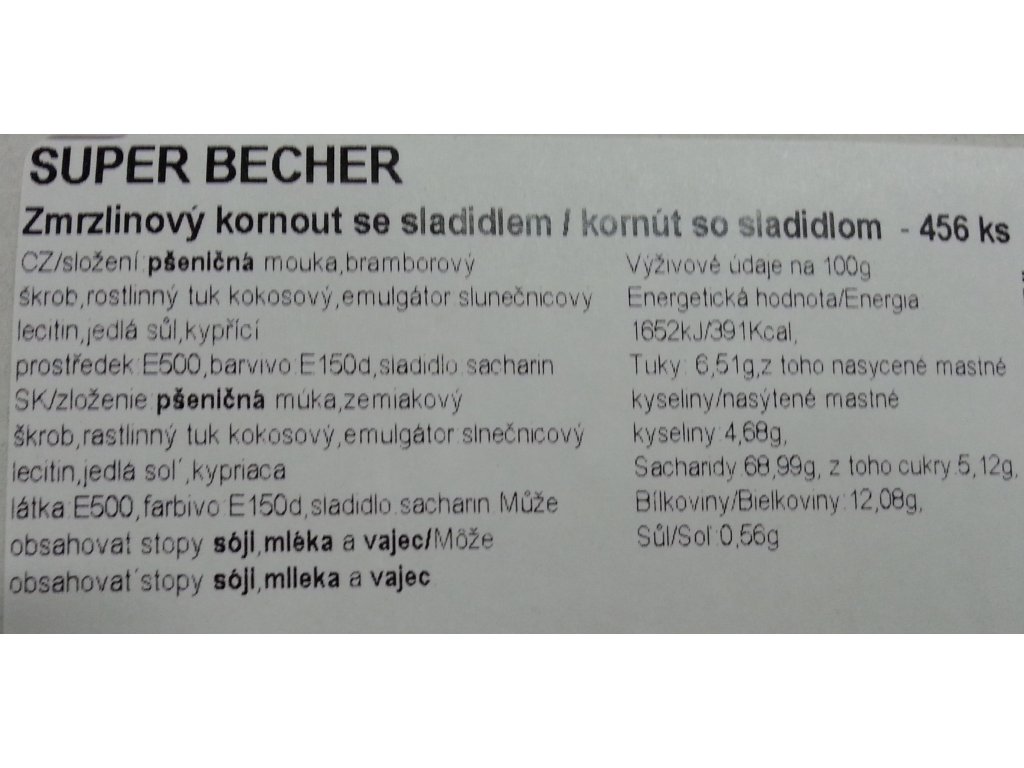 SUPER BECHER
Zmrzlinový kornout se sladidlem / kornút so sladidlom - 456 ks
CZ/složení:pšeničná mouka,bramborový
škrob,rostlinný tuk kokosový,emulgátor slunečnicovy
lecitin,jedlá sůl,kypřící
prostředek:E500,barvivo:E150d,sladidlo:sacharin
SK/zloženie:pšeničná múka,zemiakový
škrob,rastlinný tuk kokosový,emulgátor:slnečnicový
lecitin,jedlá sol´,kypriaca
látka:E500,farbivo:E150d,sladidlo:sacharin.Může
obsahovat stopy sóji,mléka a vajec/Môže
obsahovat´stopy sóji,mlieka a vajec.
Výživové údaje na 100g
Energetická hodnota/Energia
1652kJ/391Kcal,
Tuky: 6,51g,z toho nasycené mastné
kyseliny/nasýtené mastné
kyseliny:4,68g,
Sacharidy:68,99g, z toho cukry:5,12g,
Bílkoviny/Bielkoviny:12,08g,
Sůl/Sol´:0,56g